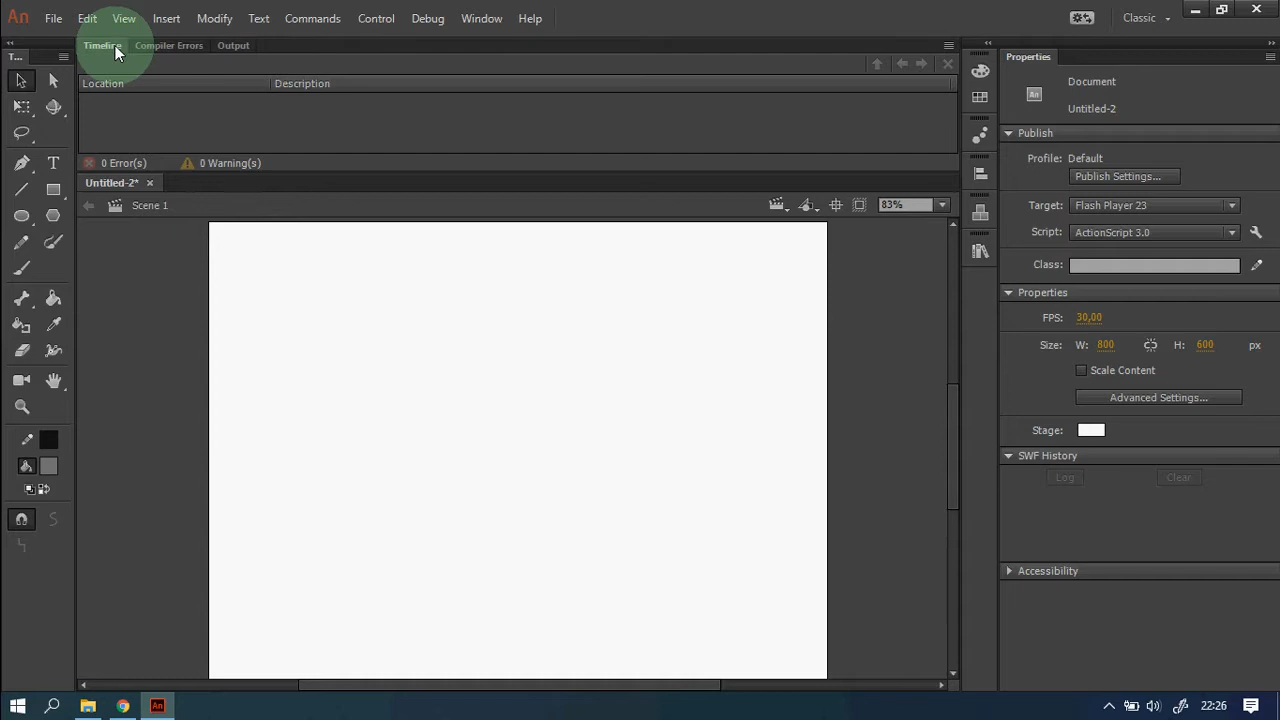 An File Edit View Insert Modify Text Commands Control Debug Window Help Classic
Timeline Compiler Errors Output
T...
Location Description
0 Error(s) 0 Warning(s)
Untitled-2*
Scene 1 83%
Properties
An
Document
Untitled-2
Publish
Profile: Default
Publish Settings...
Target: Flash Player 23
Script: ActionScript 3.0
Class:
Properties
FPS: 30,00
Size: W: 800 H: 600 px
Scale Content
Advanced Settings...
Stage:
SWF History
Log Clear
Accessibility
An 22:26